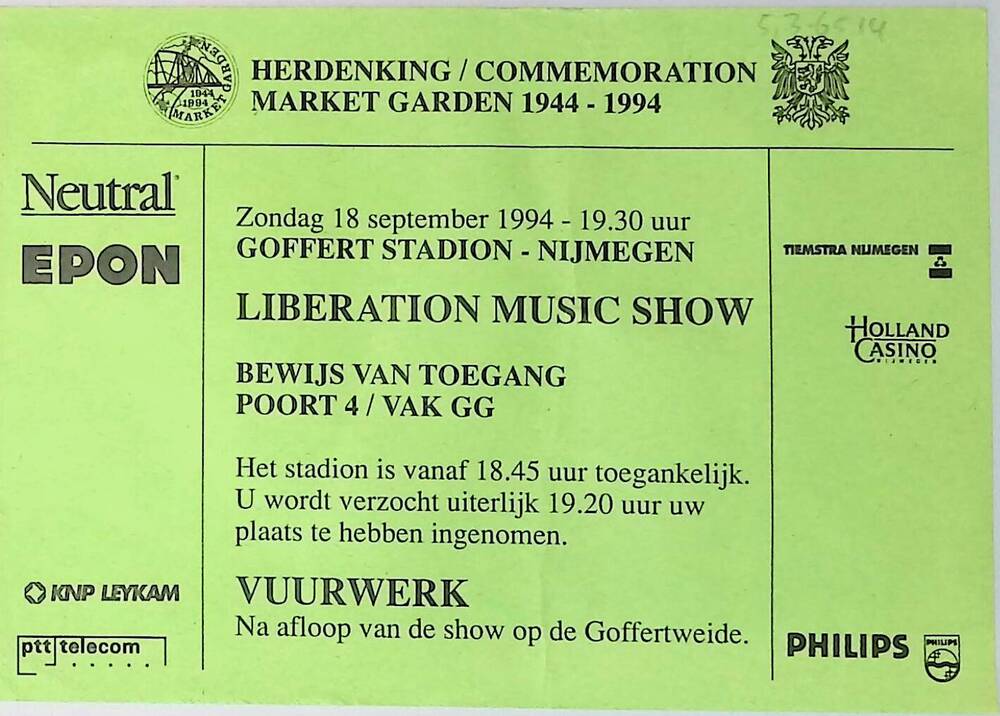 HERDENKING / COMMEMORATION
MARKET GARDEN 1944 - 1994
1944
1994
MARKET GARDEN
Neutral
EPON
KNP LEYKAM
ptt telecom
Zondag 18 september 1994 - 19.30 uur
GOFFERT STADION - NIJMEGEN
LIBERATION MUSIC SHOW
BEWIJS VAN TOEGANG
POORT 4 / VAK GG
Het stadion is vanaf 18.45 uur toegankelijk.
U wordt verzocht uiterlijk 19.20 uur uw
plaats te hebben ingenomen.
VUURWERK
Na afloop van de show op de Goffertweide.
TIEMSTRA NIJMEGEN
HOLLAND
CASINO
NIJMEGEN
PHILIPS
PHILIPS